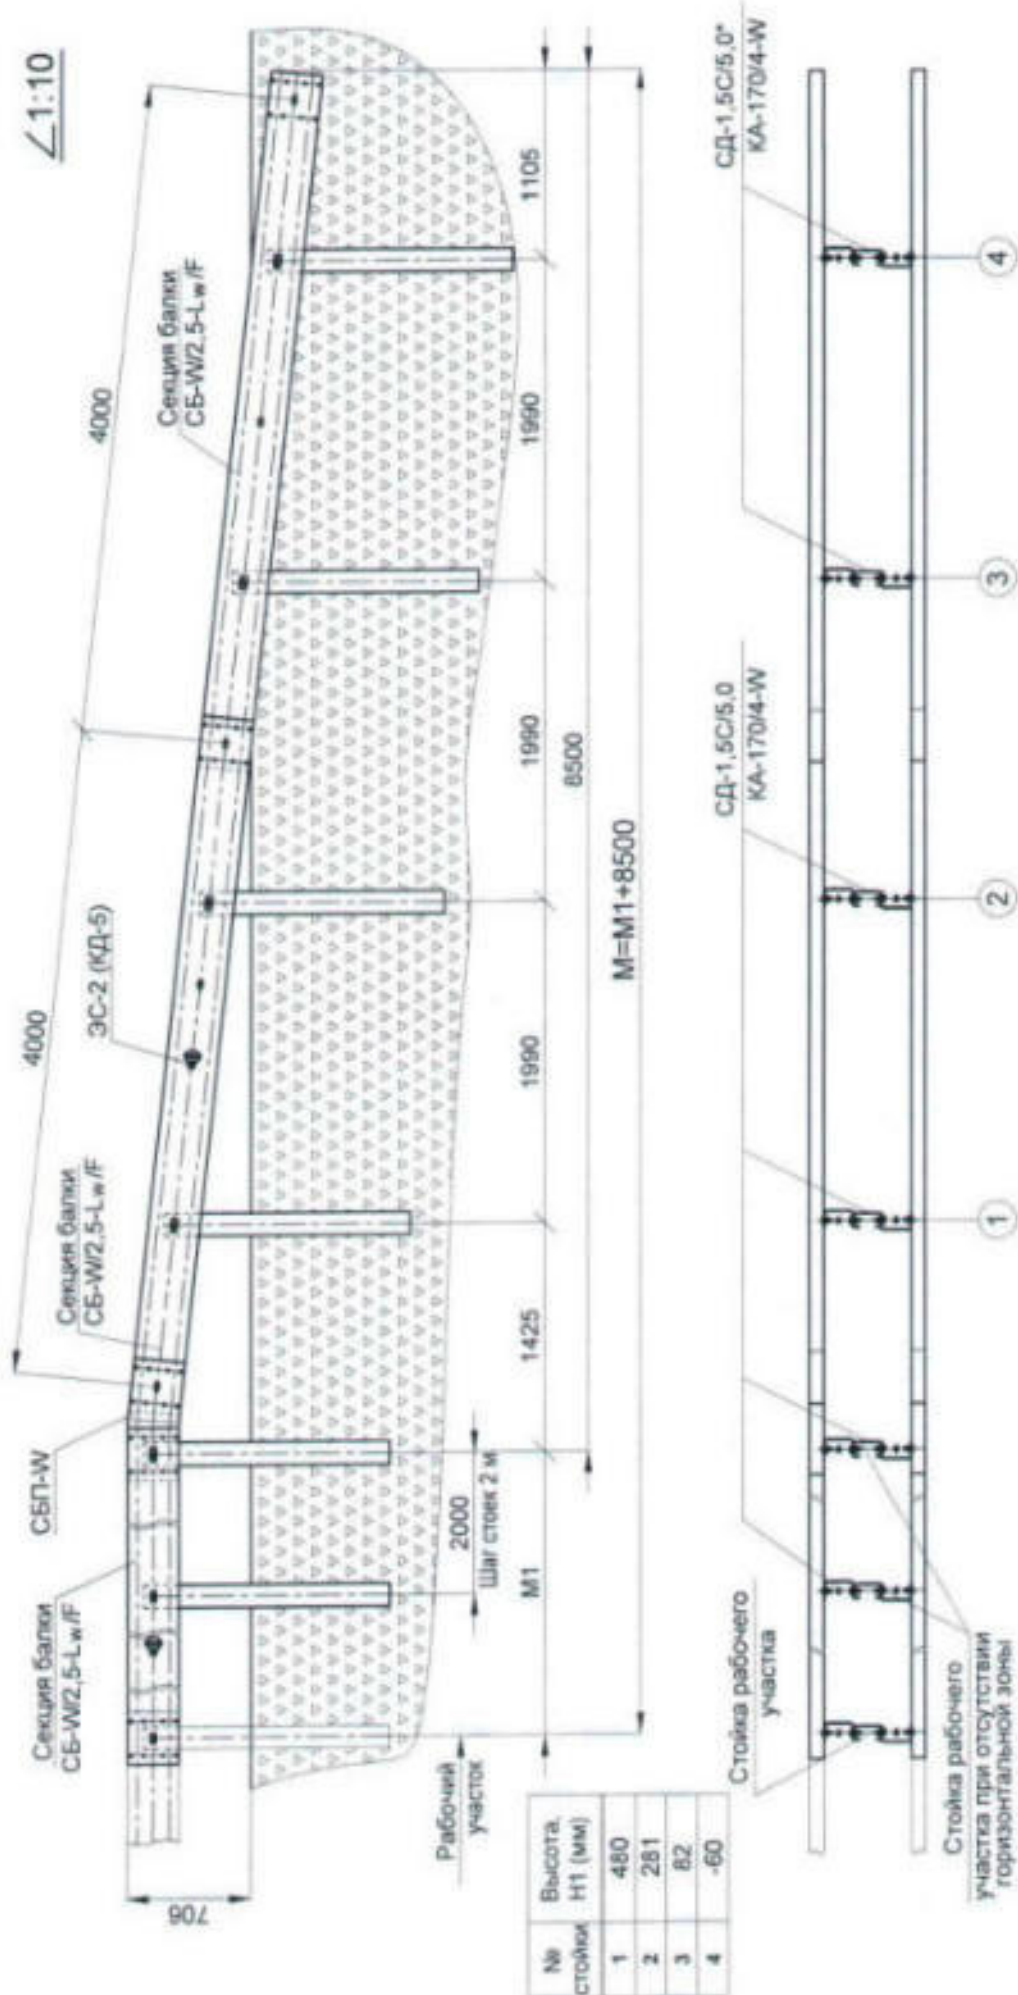 ∠1:10
4000
4000
Секция балки
СБ-W/2,5-Lw/F
СБП-W
Секция балки
СБ-W/2,5-Lw/F
ЭС-2 (КД-5)
Секция балки
СБ-W/2,5-Lw/F
706
Рабочий
участок
2000
Шаг стоек 2 м
М1
1425
1990
1990
1990
1105
8500
М=М1+8500
№
стойки
Высота,
Н1 (мм)
1
480
2
281
3
82
4
-60
Стойка рабочего
участка
СД-1,5С/5,0
КА-170/4-W
СД-1,5С/5,0*
КА-170/4-W
Стойка рабочего
участка при отсутствии
горизонтальной зоны
1
2
3
4